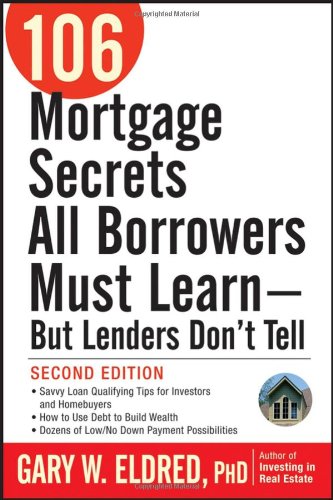 106
Mortgage
Secrets
All Borrowers
Must Learn—
But Lenders Don't Tell
SECOND EDITION
• Savvy Loan Qualifying Tips for Investors
and Homebuyers
• How to Use Debt to Build Wealth
• Dozens of Low/No Down Payment Possibilities
GARY W. ELDRED, PHD
Author of
Investing in
Real Estate